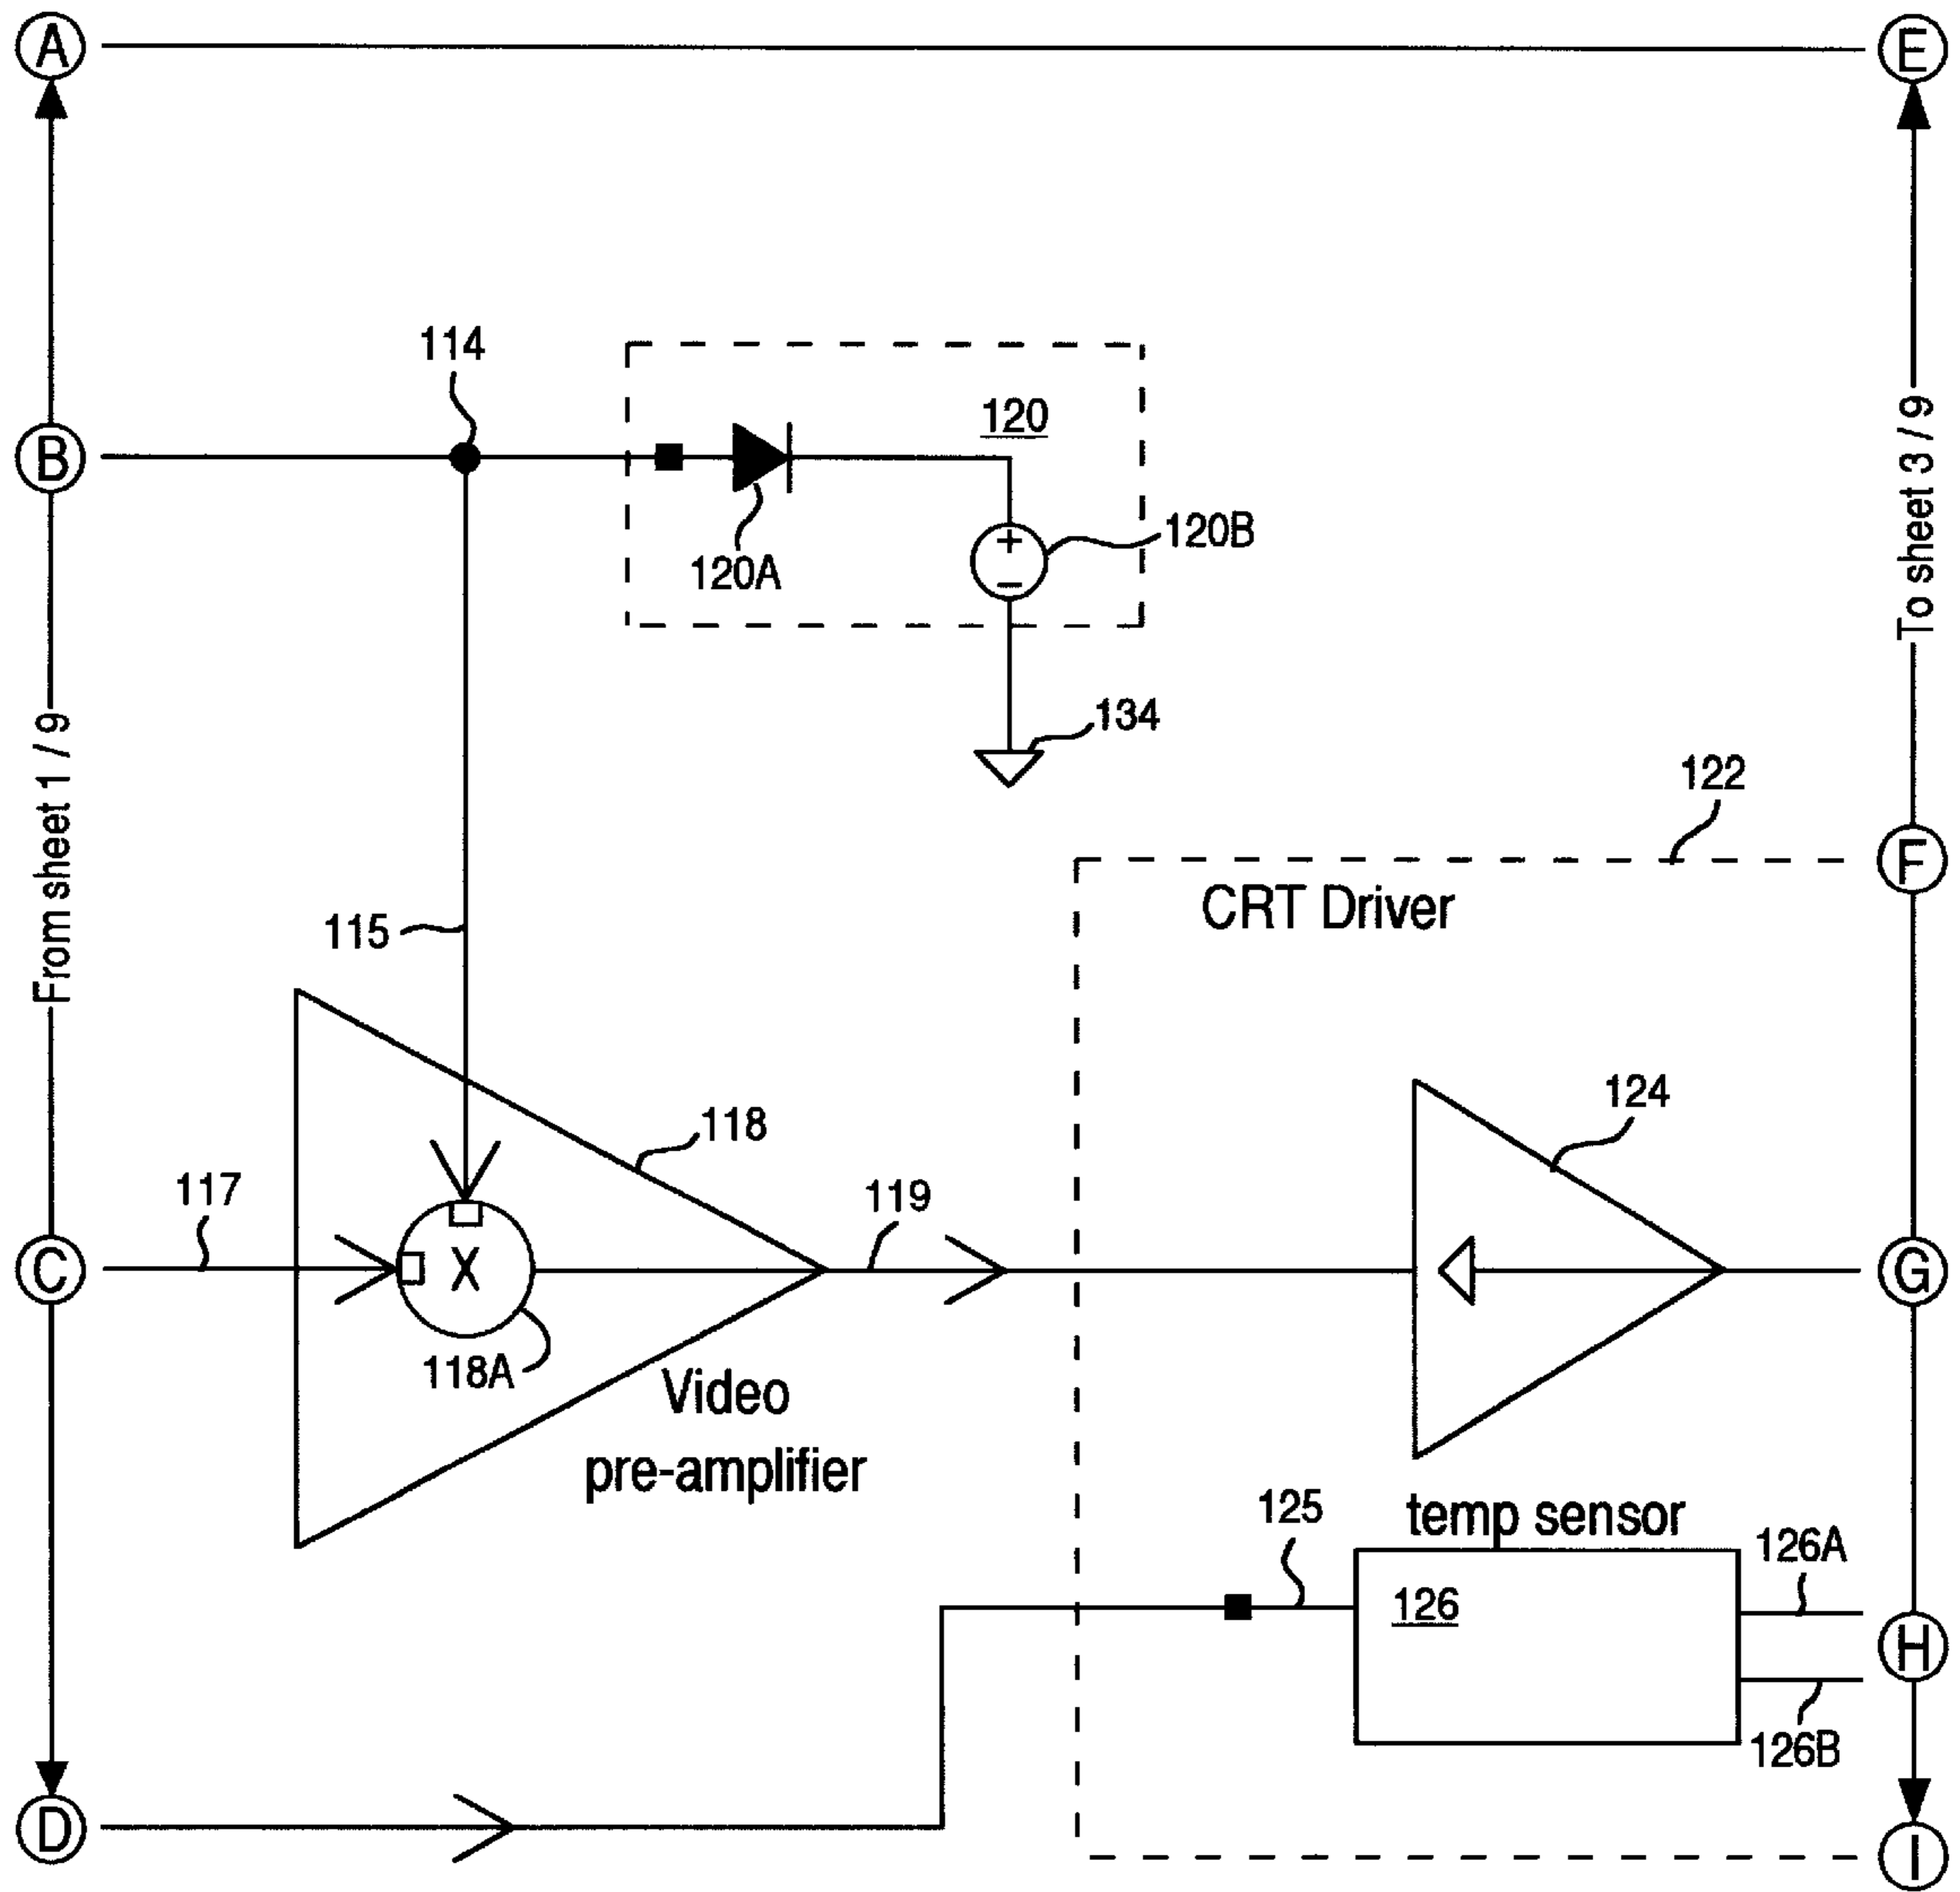 A
E
114
120
B
120A
120B
134
From sheet 1 / 9
To sheet 3 / 9
122
F
CRT Driver
115
124
118
117
119
C
X
G
118A
Video
pre-amplifier
125
temp sensor
126A
126
H
126B
D
I